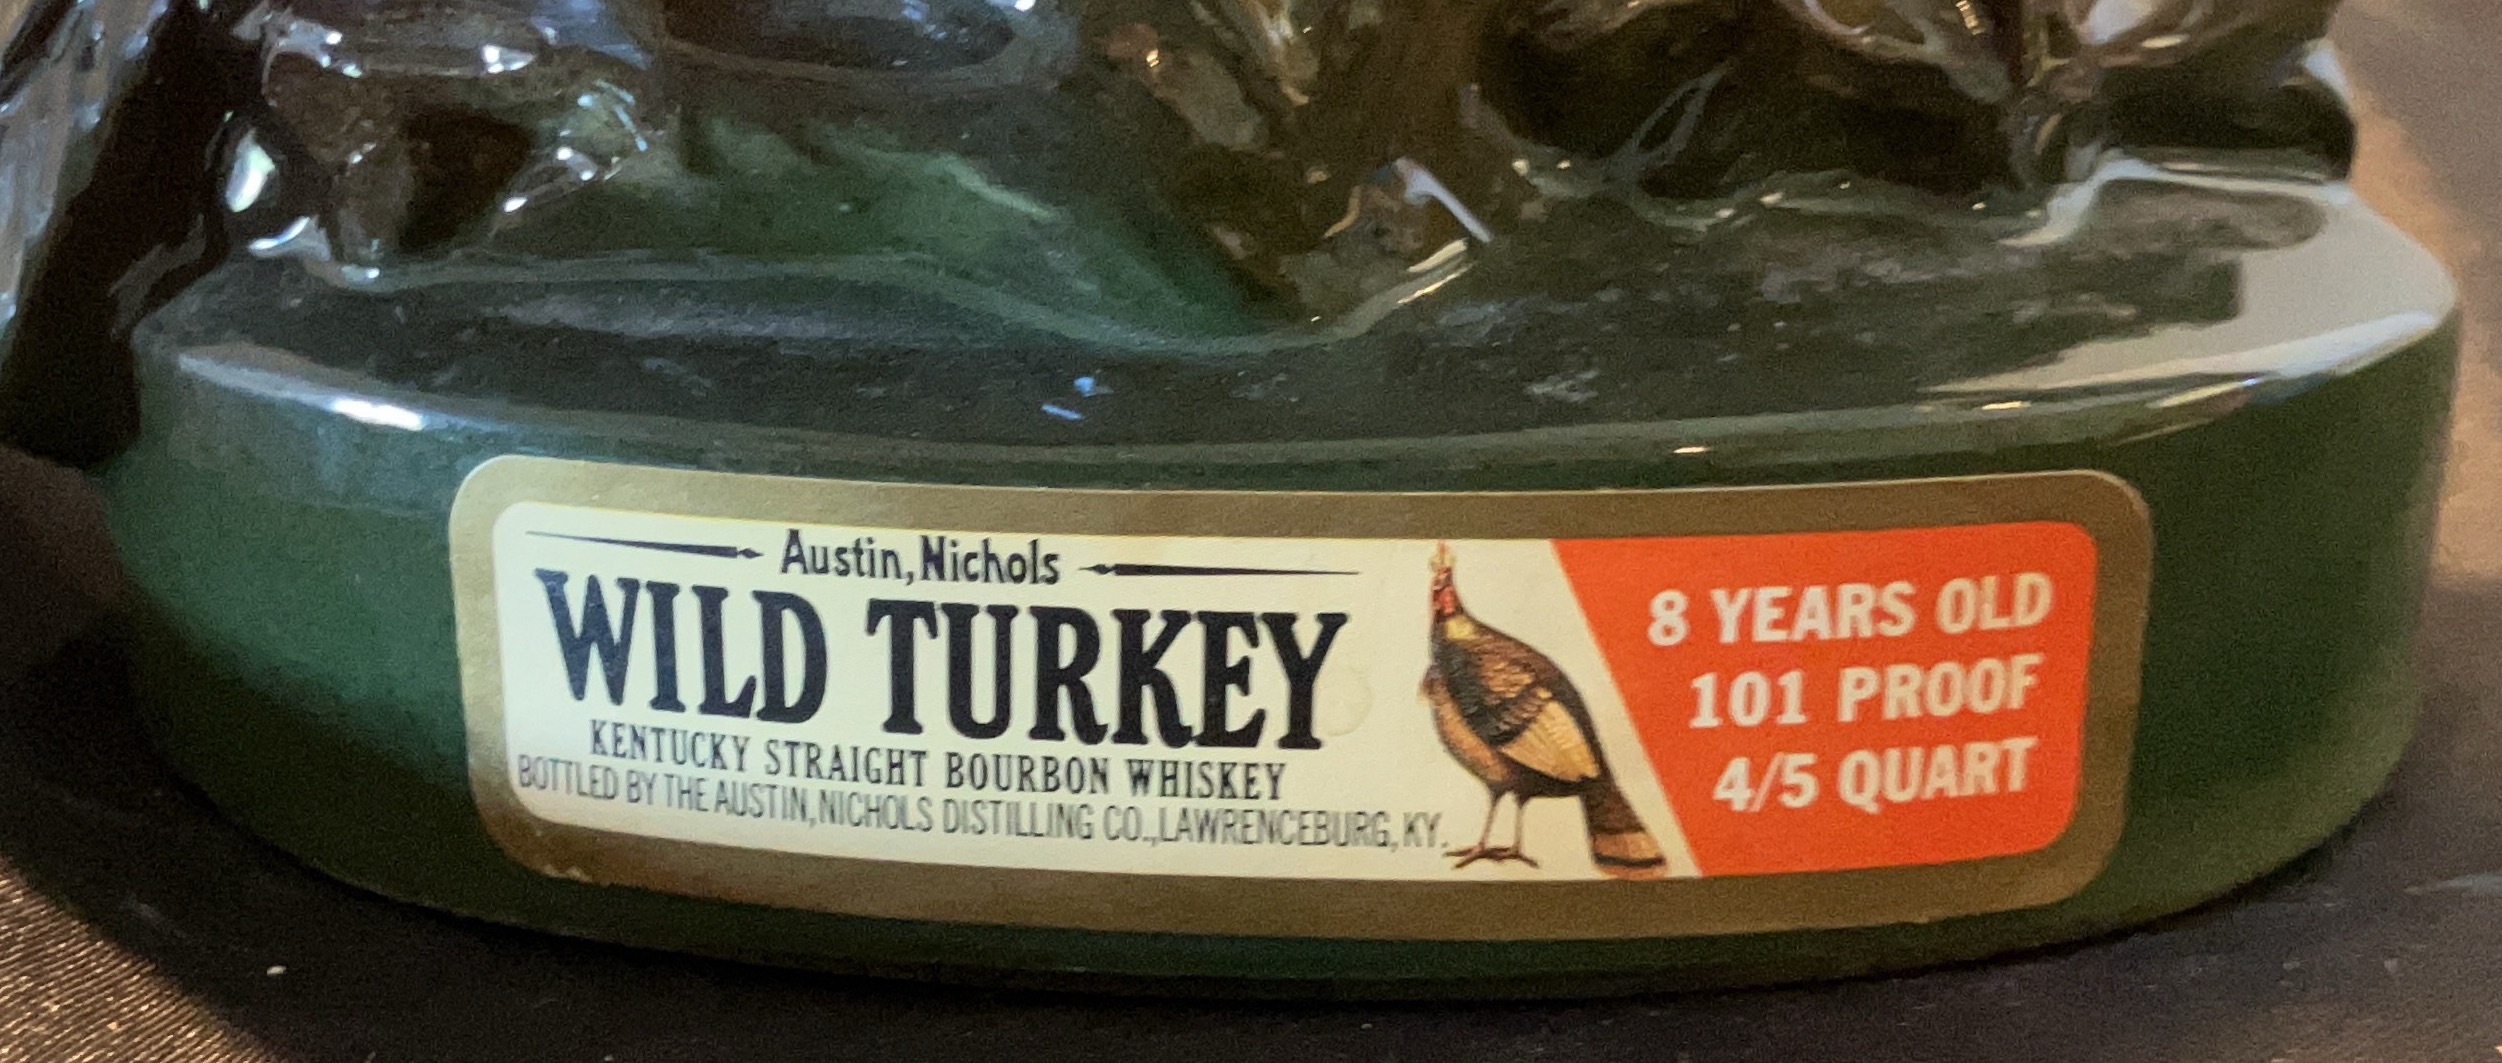 Austin, Nichols
WILD TURKEY
KENTUCKY STRAIGHT BOURBON WHISKEY
BOTTLED BY THE AUSTIN, NICHOLS DISTILLING CO., LAWRENCEBURG, KY.
8 YEARS OLD
101 PROOF
4/5 QUART